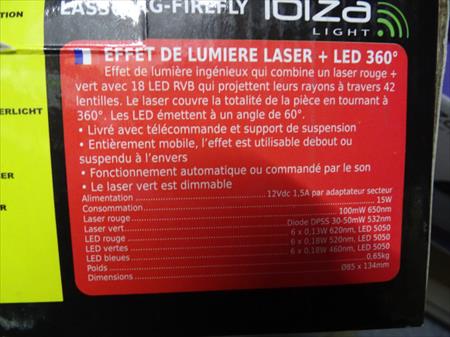 LASS G-FIREFLY ibiza
LIGHT
EFFET DE LUMIERE LASER + LED 360°
Effet de lumière ingénieux qui combine un laser rouge +
vert avec 18 LED RVB qui projettent leurs rayons à travers 42
lentilles. Le laser couvre la totalité de la pièce en tournant à
360°. Les LED émettent à un angle de 60°.
• Livré avec télécommande et support de suspension
• Entièrement mobile, l'effet est utilisable debout ou
suspendu à l'envers
• Fonctionnement automatique ou commandé par le son
• Le laser vert est dimmable
Alimentation 12Vdc 1,5A par adaptateur secteur
Consommation 15W
Laser rouge 100mW 650nm
Laser vert Diode DPSS 30-50mW 532nm
LED rouge 6 x 0,13W 620nm, LED 5050
LED vertes 6 x 0,18W 520nm, LED 5050
LED bleues 6 x 0,18W 460nm, LED 5050
Poids 0,65kg
Dimensions Ø85 x 134mm
ERLICHT
ER